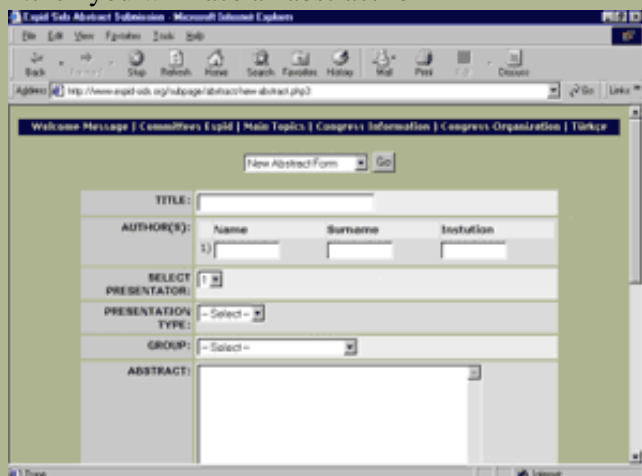 Espid Sids Abstract Submission - Microsoft Internet Explorer
File Edit View Favorites Tools Help
Back Forward Stop Refresh Home Search Favorites History Mail Print Edit Discuss
Address http://www.espid-sids.org/subpage/abstract/new-abstract.php3 Go Links
Welcome Message | Committees Espid | Main Topics | Congress Information | Congress Organization | Türkçe
New Abstract Form Go
TITLE:
AUTHOR(S): Name Surname Instution
1)
SELECT PRESENTATOR: 1
PRESENTATION TYPE: -- Select --
GROUP: -- Select --
ABSTRACT:
Done Internet